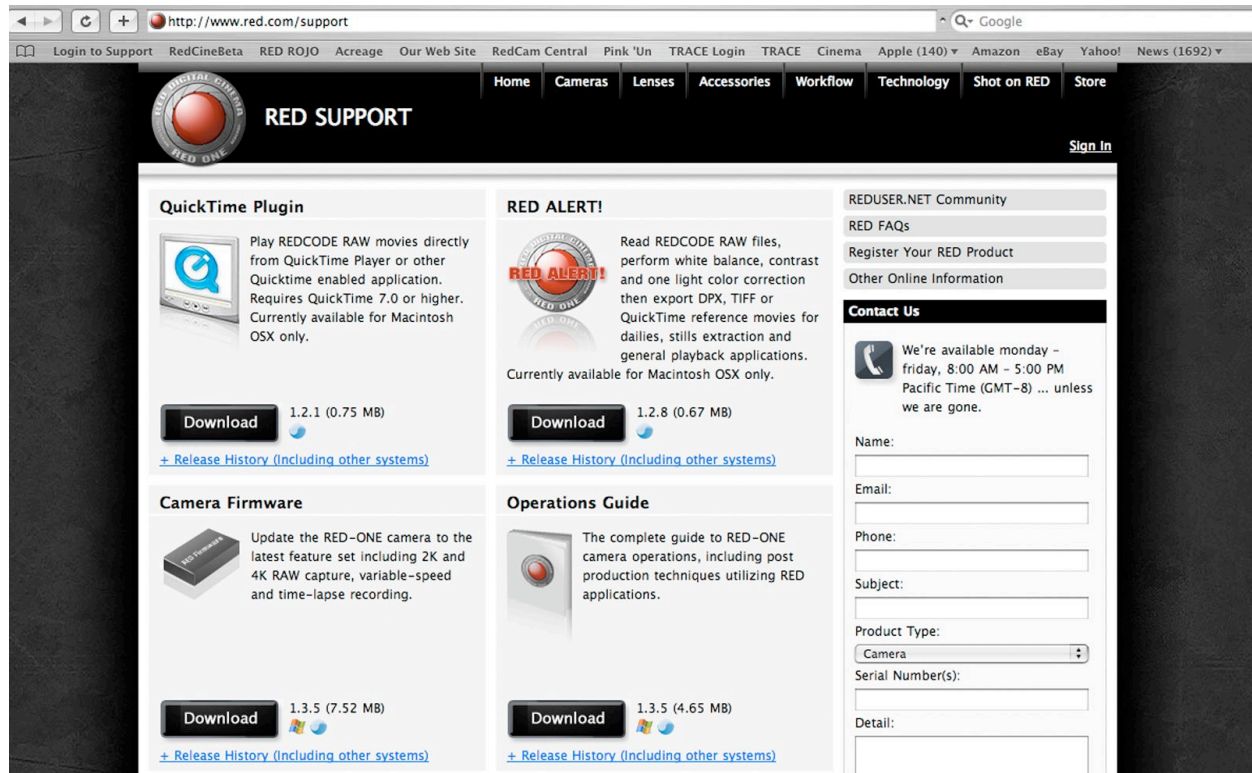 http://www.red.com/support
Google
Login to Support RedCineBeta RED ROJO Acreage Our Web Site RedCam Central Pink 'Un TRACE Login TRACE Cinema Apple (140) Amazon eBay Yahoo! News (1692)
Home Cameras Lenses Accessories Workflow Technology Shot on RED Store
RED DIGITAL CINEMA
RED ONE
RED SUPPORT
Sign In
QuickTime Plugin
Play REDCODE RAW movies directly
from QuickTime Player or other
Quicktime enabled application.
Requires QuickTime 7.0 or higher.
Currently available for Macintosh
OSX only.
Download
1.2.1 (0.75 MB)
+ Release History (Including other systems)
RED ALERT!
RED ALERT!
RED ONE
Read REDCODE RAW files,
perform white balance, contrast
and one light color correction
then export DPX, TIFF or
QuickTime reference movies for
dailies, stills extraction and
general playback applications.
Currently available for Macintosh OSX only.
Download
1.2.8 (0.67 MB)
+ Release History (Including other systems)
Camera Firmware
RED Firmware
Update the RED-ONE camera to the
latest feature set including 2K and
4K RAW capture, variable-speed
and time-lapse recording.
Download
1.3.5 (7.52 MB)
+ Release History (Including other systems)
Operations Guide
The complete guide to RED-ONE
camera operations, including post
production techniques utilizing RED
applications.
Download
1.3.5 (4.65 MB)
+ Release History (Including other systems)
REDUSER.NET Community
RED FAQs
Register Your RED Product
Other Online Information
Contact Us
We're available monday –
friday, 8:00 AM – 5:00 PM
Pacific Time (GMT-8) ... unless
we are gone.
Name:
Email:
Phone:
Subject:
Product Type:
Camera
Serial Number(s):
Detail: